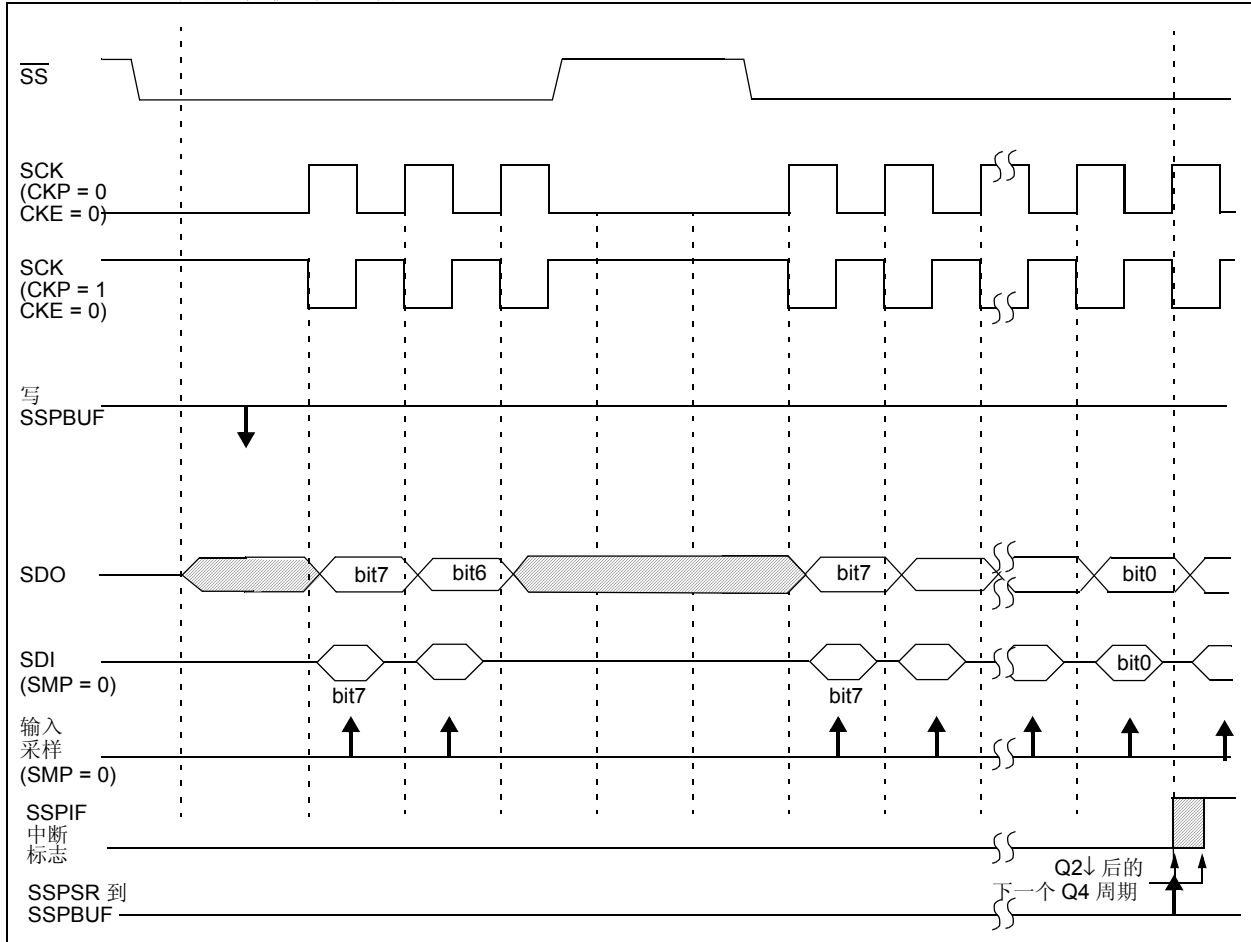 SS
SCK
(CKP = 0
CKE = 0)
SCK
(CKP = 1
CKE = 0)
写
SSPBUF
SDO
bit7
bit6
bit7
bit0
SDI
(SMP = 0)
bit7
bit7
bit0
输入
采样
(SMP = 0)
SSPIF
中断
标志
Q2↓ 后的
下一个 Q4 周期
SSPSR 到
SSPBUF